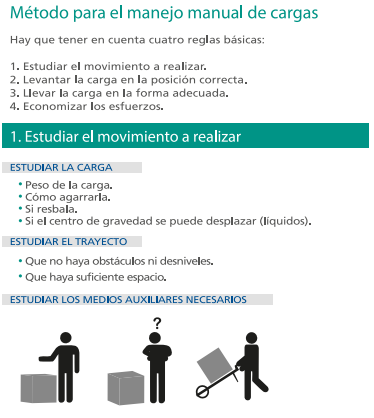 Método para el manejo manual de cargas
Hay que tener en cuenta cuatro reglas básicas:
1. Estudiar el movimiento a realizar.
2. Levantar la carga en la posición correcta.
3. Llevar la carga en la forma adecuada.
4. Economizar los esfuerzos.
1. Estudiar el movimiento a realizar
ESTUDIAR LA CARGA
• Peso de la carga.
• Cómo agarrarla.
• Si resbala.
• Si el centro de gravedad se puede desplazar (líquidos).
ESTUDIAR EL TRAYECTO
• Que no haya obstáculos ni desniveles.
• Que haya suficiente espacio.
ESTUDIAR LOS MEDIOS AUXILIARES NECESARIOS
?